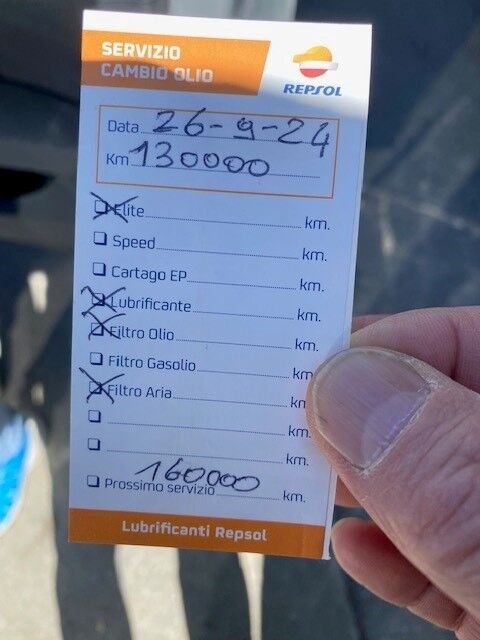 SERVIZIO
CAMBIO OLIO
REPSOL
Data 26-9-24
Km 130000
Elite km.
Speed km.
Cartago EP km.
Lubrificante km.
Filtro Olio km.
Filtro Gasolio km
Filtro Aria km
km.
km.
160000
Prossimo servizio km.
Lubrificanti Repsol